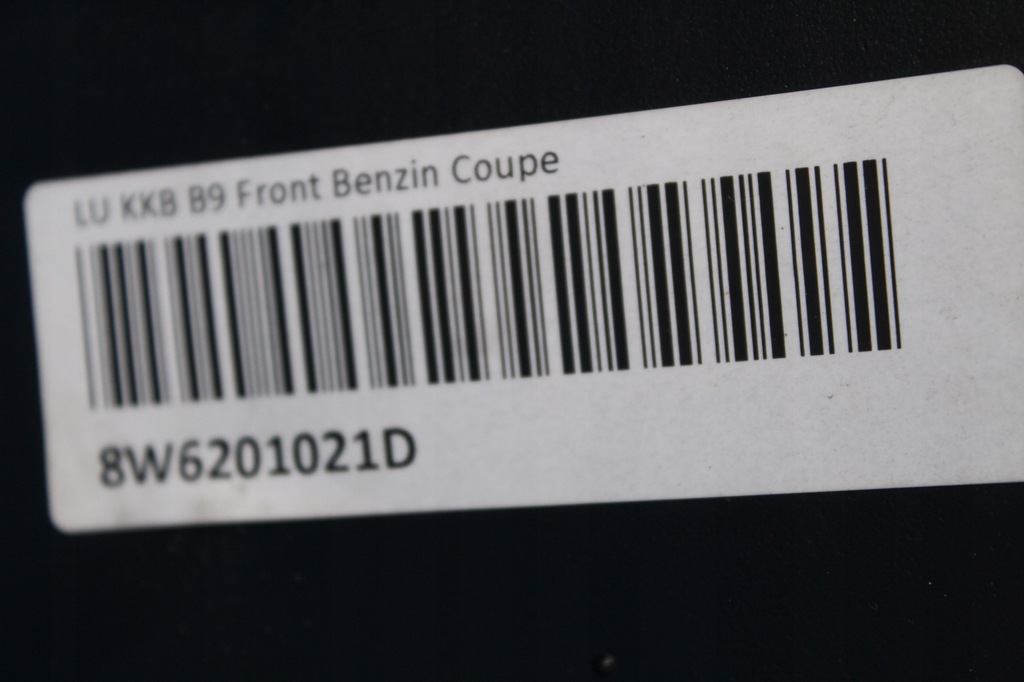 LU KKB B9 Front Benzin Coupe
8W6201021D